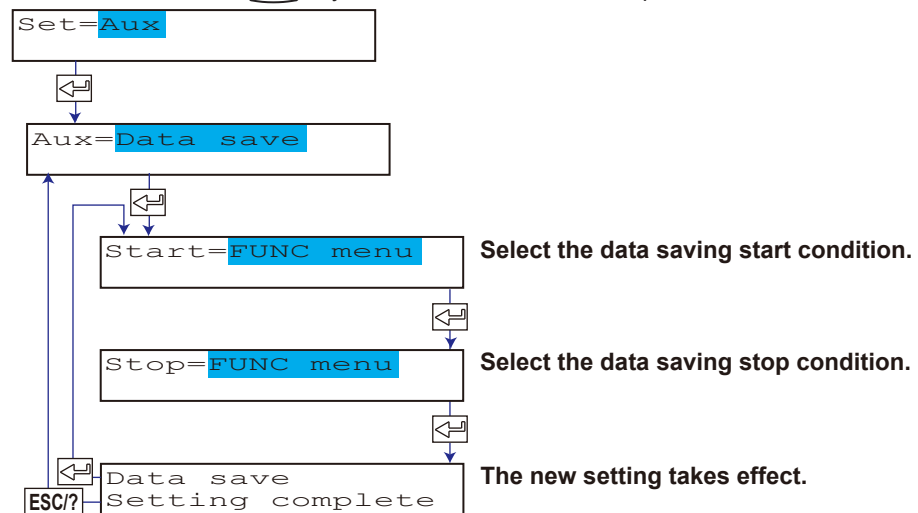 Set=Aux
Aux=Data save
Start=FUNC menu
Select the data saving start condition.
Stop=FUNC menu
Select the data saving stop condition.
Data save
Setting complete
The new setting takes effect.
ESC/?